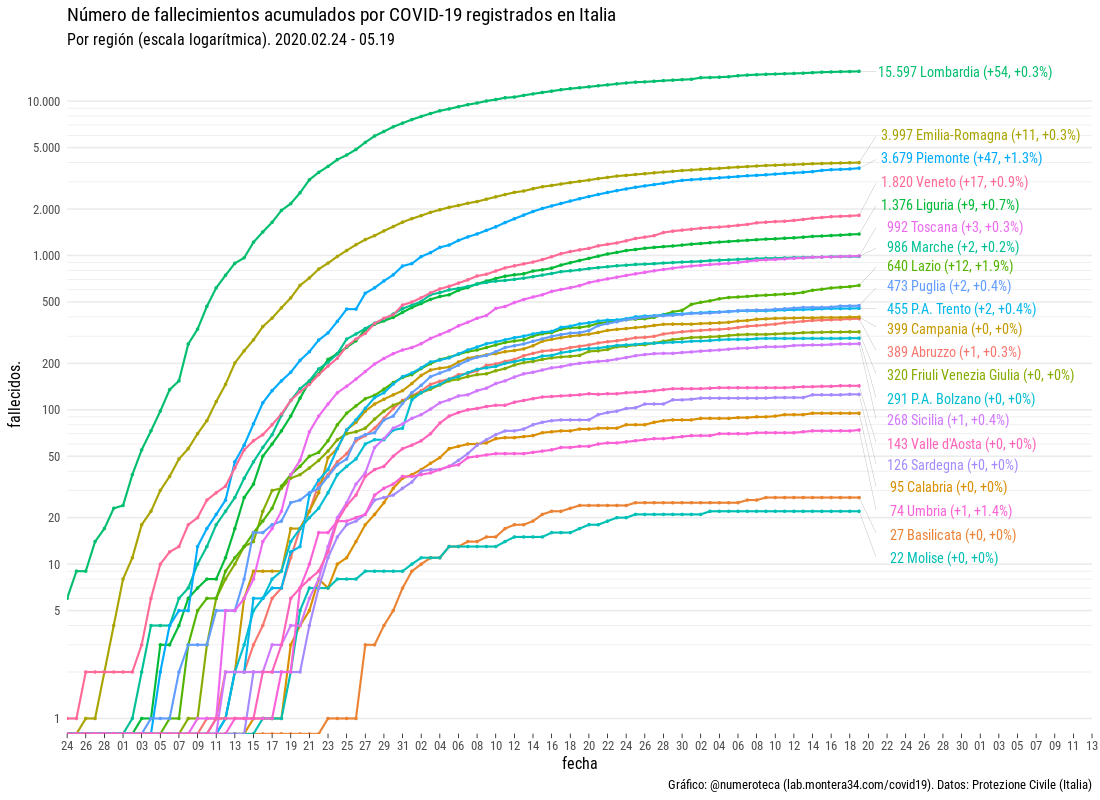 Número de fallecimientos acumulados por COVID-19 registrados en Italia
Por región (escala logarítmica). 2020.02.24 - 05.19
15.597 Lombardia (+54, +0.3%)
3.997 Emilia-Romagna (+11, +0.3%)
3.679 Piemonte (+47, +1.3%)
1.820 Veneto (+17, +0.9%)
1.376 Liguria (+9, +0.7%)
992 Toscana (+3, +0.3%)
986 Marche (+2, +0.2%)
640 Lazio (+12, +1.9%)
473 Puglia (+2, +0.4%)
455 P.A. Trento (+2, +0.4%)
399 Campania (+0, +0%)
389 Abruzzo (+1, +0.3%)
320 Friuli Venezia Giulia (+0, +0%)
291 P.A. Bolzano (+0, +0%)
268 Sicilia (+1, +0.4%)
143 Valle d'Aosta (+0, +0%)
126 Sardegna (+0, +0%)
95 Calabria (+0, +0%)
74 Umbria (+1, +1.4%)
27 Basilicata (+0, +0%)
22 Molise (+0, +0%)
fallecidos.
10.000
5.000
2.000
1.000
500
200
100
50
20
10
5
1
24 26 28 01 03 05 07 09 11 13 15 17 19 21 23 25 27 29 31 02 04 06 08 10 12 14 16 18 20 22 24 26 28 30 02 04 06 08 10 12 14 16 18 20 22 24 26 28 30 01 03 05 07 09 11 13
fecha
Gráfico: @numeroteca (lab.montera34.com/covid19). Datos: Protezione Civile (Italia)